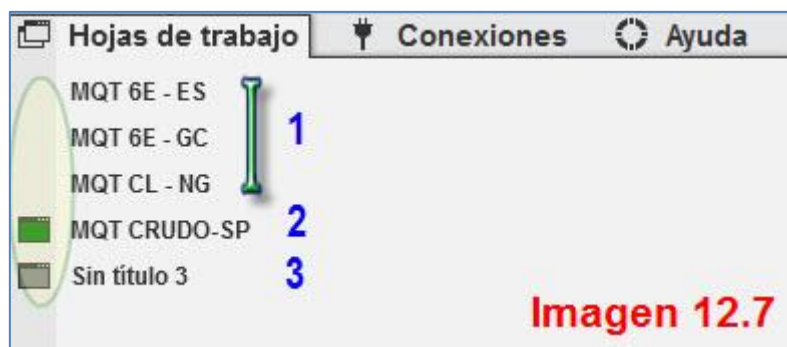 Hojas de trabajo Conexiones Ayuda
MQT 6E - ES
MQT 6E - GC 1
MQT CL - NG
MQT CRUDO-SP 2
Sin título 3 3
Imagen 12.7